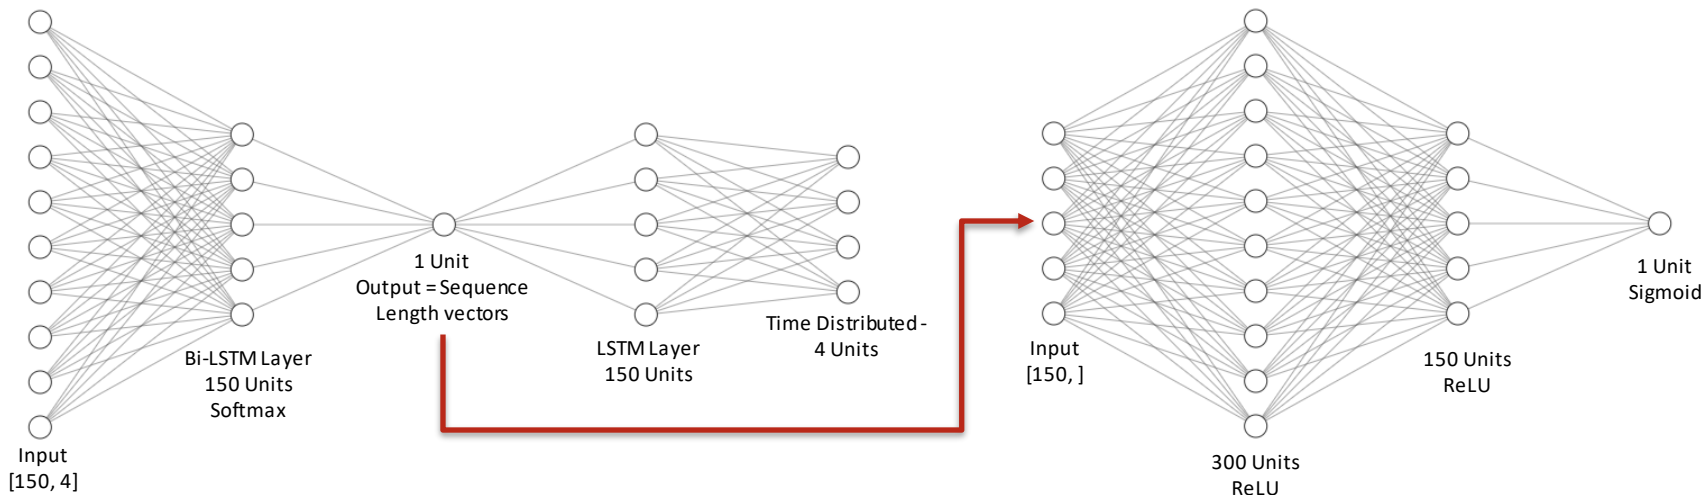 Input
[150, 4]
Bi-LSTM Layer
150 Units
Softmax
1 Unit
Output = Sequence
Length vectors
LSTM Layer
150 Units
Time Distributed -
4 Units
Input
[150, ]
300 Units
ReLU
150 Units
ReLU
1 Unit
Sigmoid